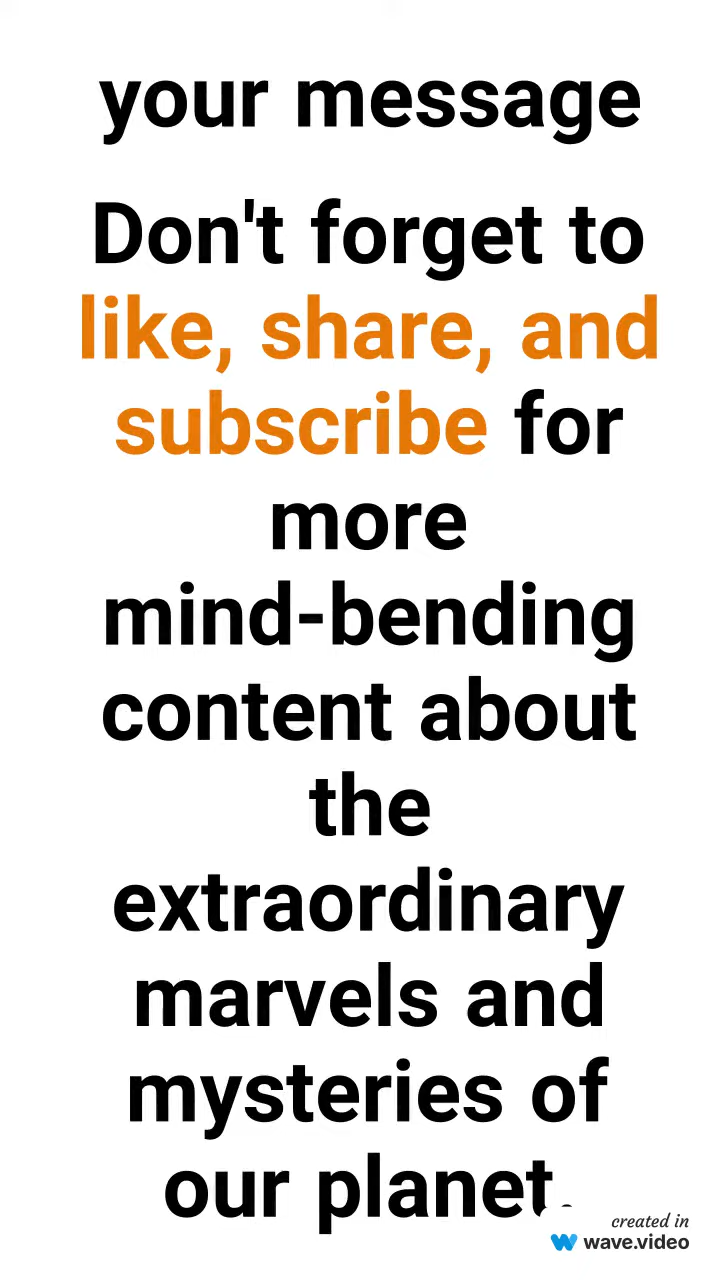 your message
Don't forget to
like, share, and
subscribe for
more
mind-bending
content about
the
extraordinary
marvels and
mysteries of
our planet.
created in
wave.video